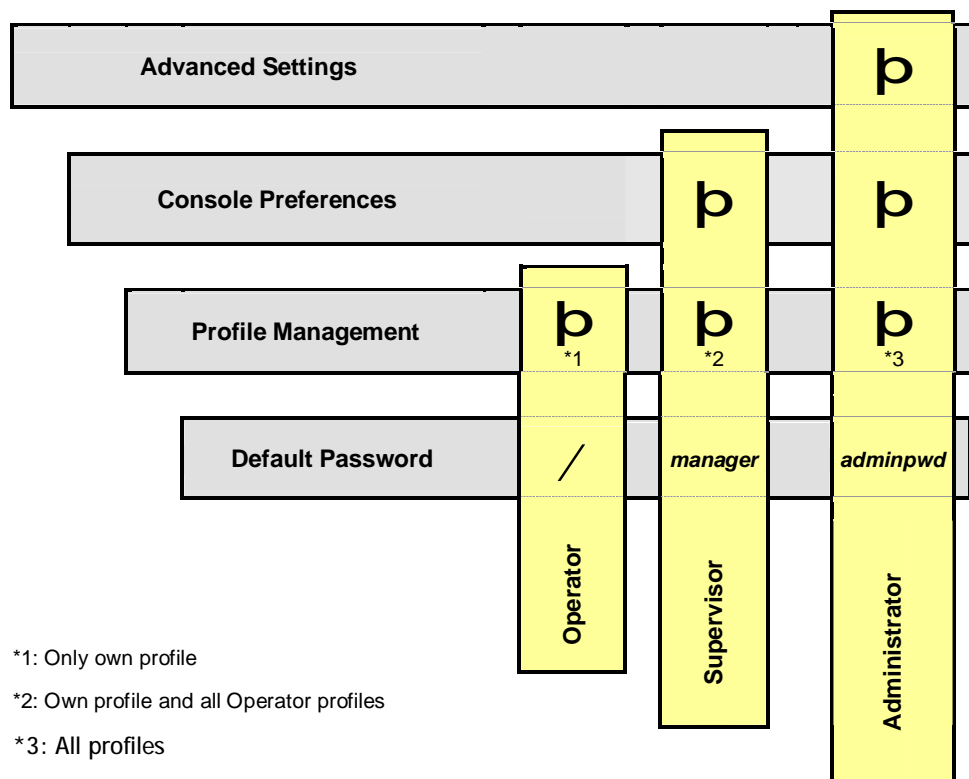 Advanced Settings þ
Console Preferences þ þ
Profile Management þ þ þ
*1 *2 *3
Default Password / manager adminpwd
Operator Supervisor Administrator
*1: Only own profile
*2: Own profile and all Operator profiles
*3: All profiles